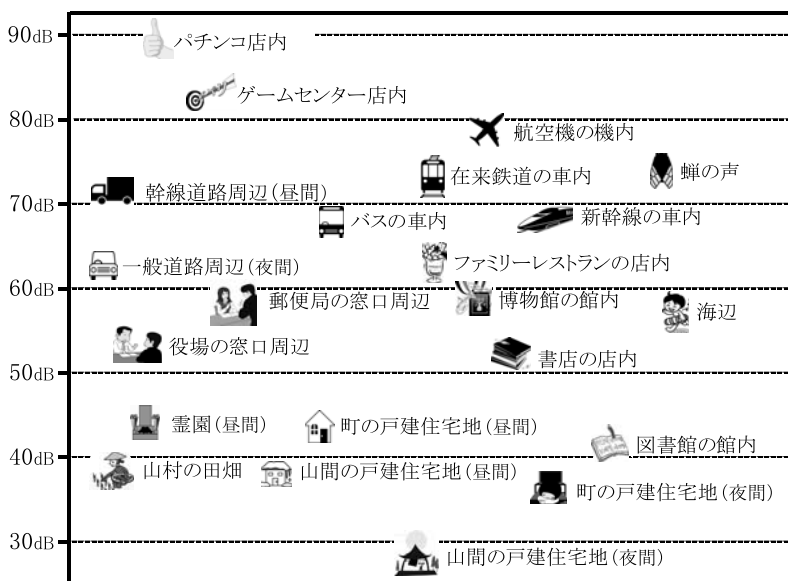 90dB
パチンコ店内
ゲームセンター店内
80dB
航空機の機内
在来鉄道の車内
蝉の声
幹線道路周辺(昼間)
70dB
バスの車内
新幹線の車内
一般道路周辺(夜間)
ファミリーレストランの店内
60dB
郵便局の窓口周辺
博物館の館内
海辺
役場の窓口周辺
書店の店内
50dB
霊園(昼間)
町の戸建住宅地(昼間)
図書館の館内
40dB
山村の田畑
山間の戸建住宅地(昼間)
町の戸建住宅地(夜間)
30dB
山間の戸建住宅地(夜間)